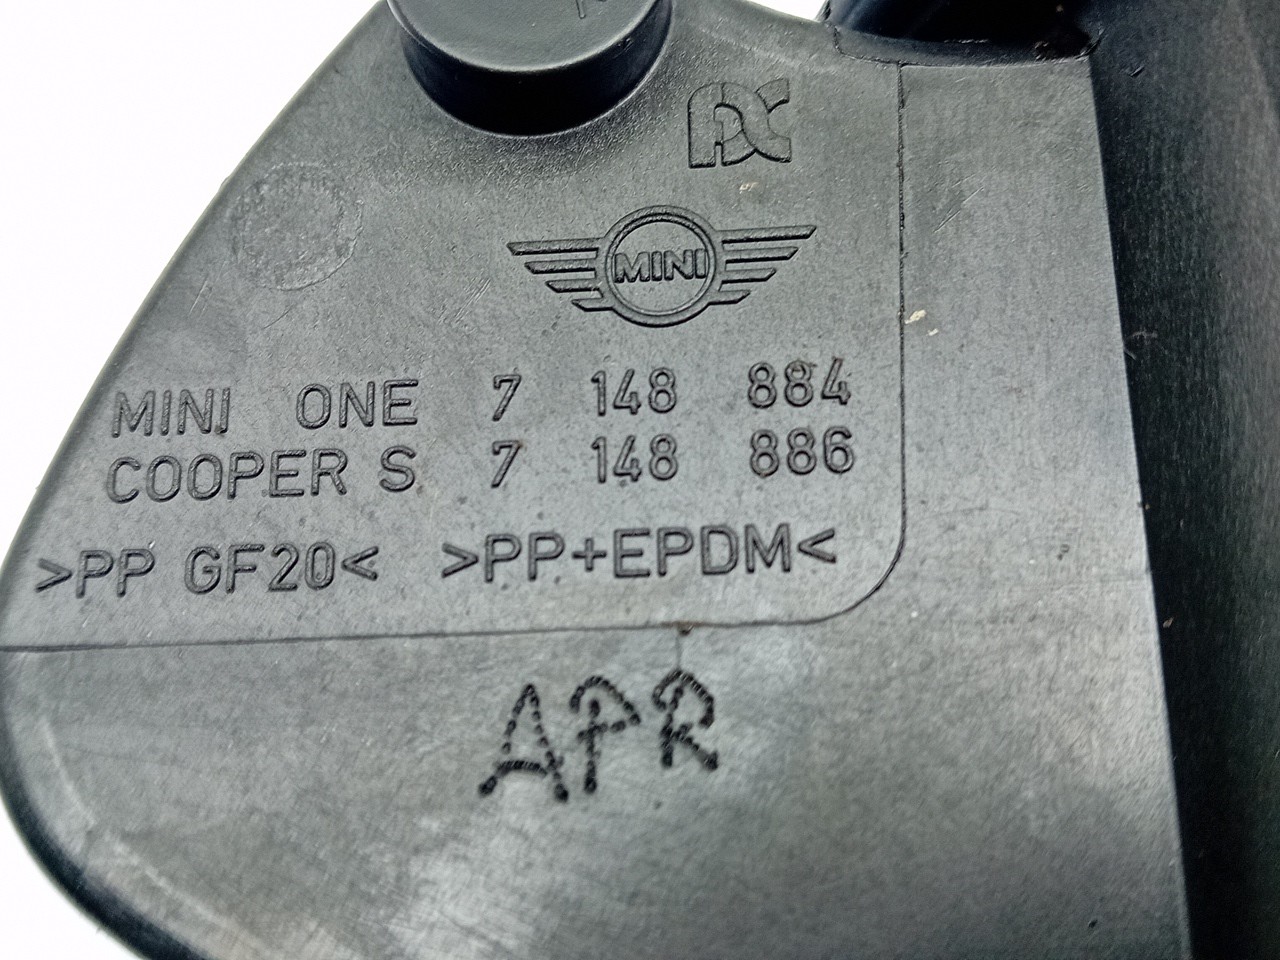 MINI
MINI ONE 7 148 884
COOPER S 7 148 886
>PP GF20< >PP+EPDM<
APR